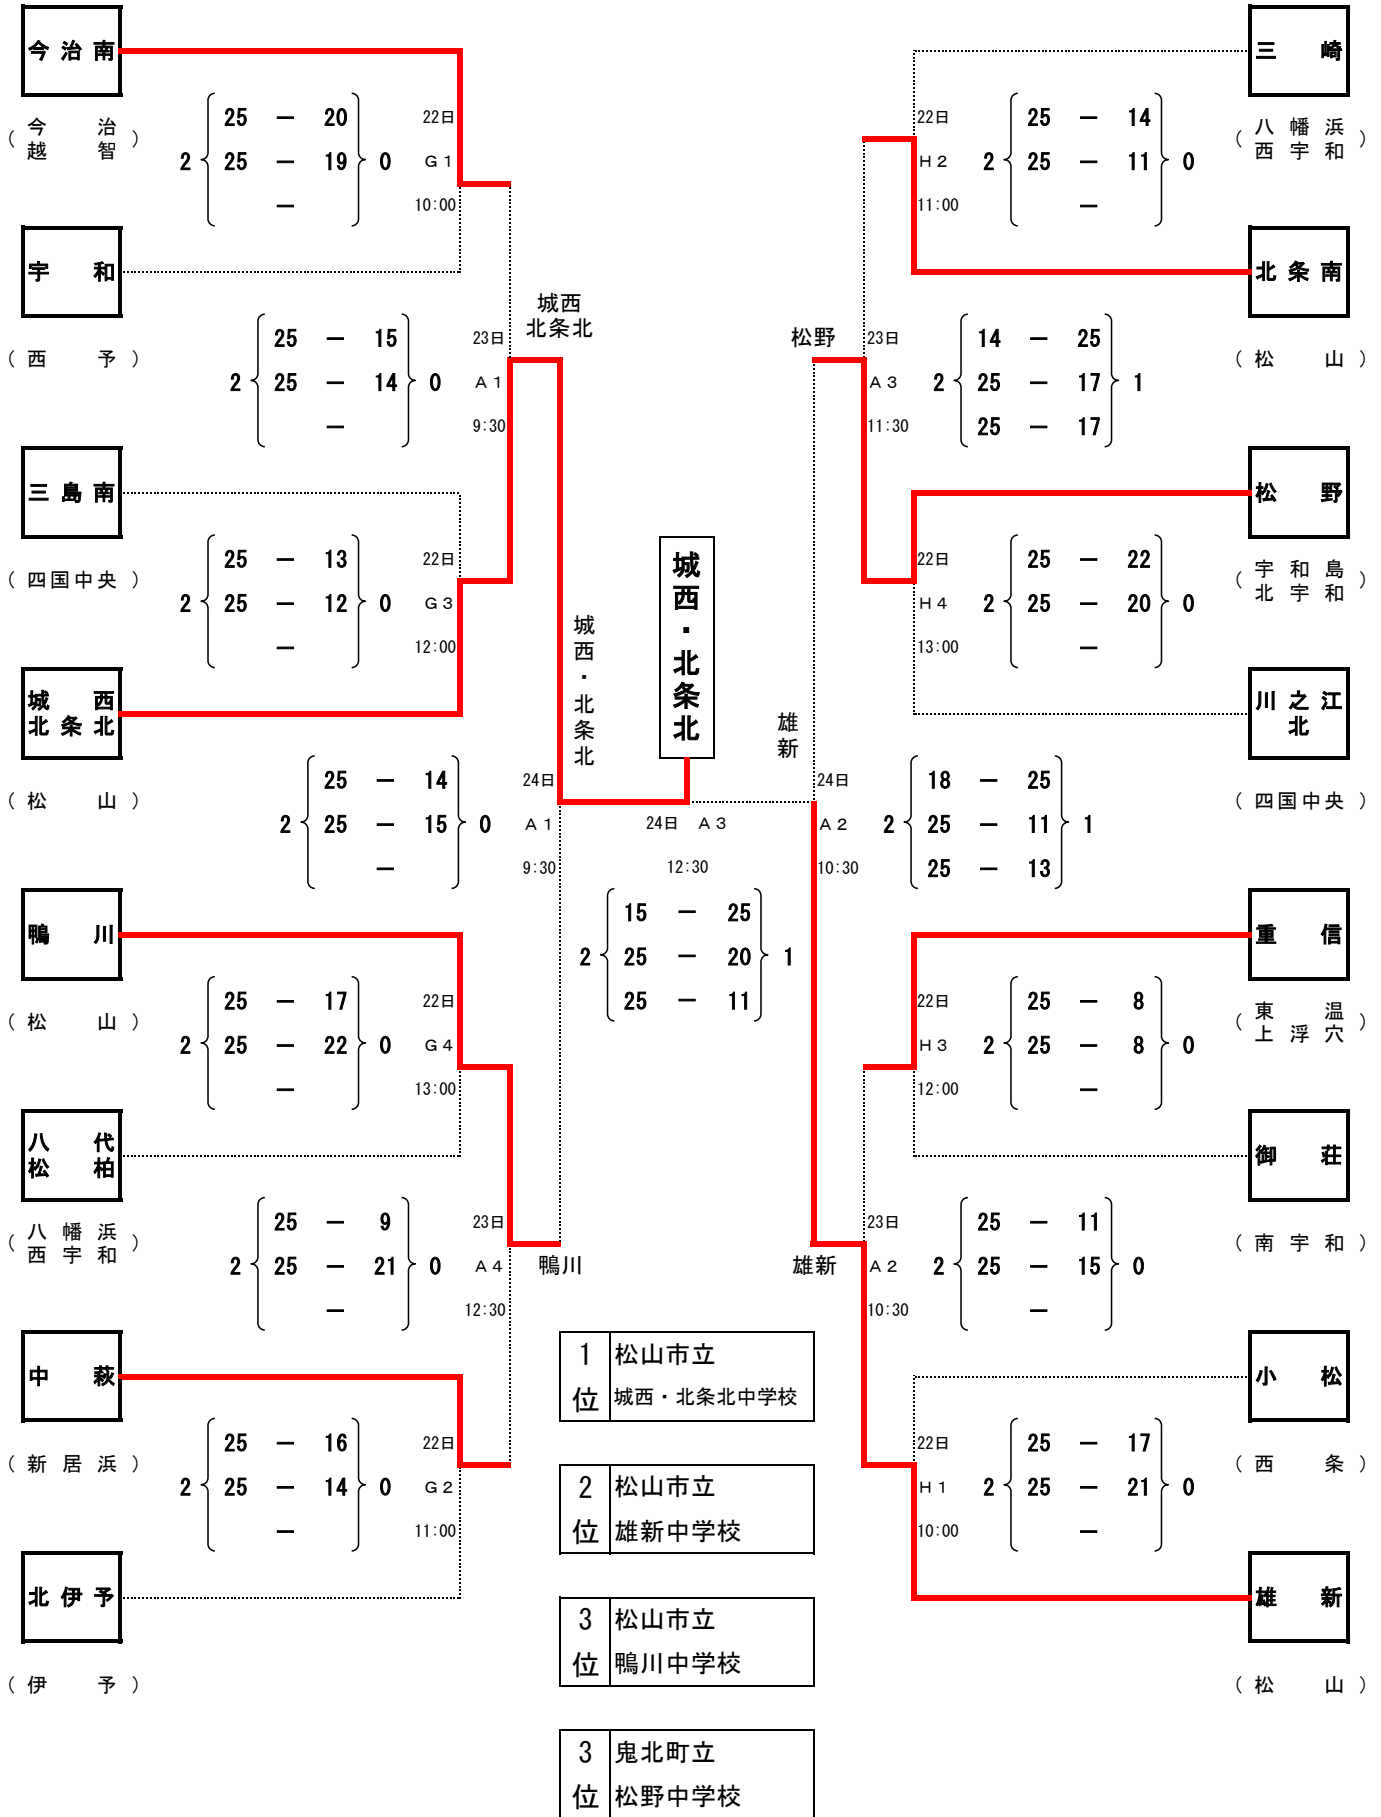 今治南
(今治越智)
2 25 − 20 0
25 − 19
−
22日
G1
10:00
宇和
(西予)
城西
北条北
2 25 − 15 0
25 − 14
−
23日
A1
9:30
三島南
(四国中央)
2 25 − 13 0
25 − 12
−
22日
G3
12:00
城西
北条北
(松山)
城西・北条北
2 25 − 14 0
25 − 15
−
24日
A1
9:30
鴨川
(松山)
2 25 − 17 0
25 − 22
−
22日
G4
13:00
八代
松柏
(八幡浜西宇和)
2 25 − 9 0
25 − 21
−
23日
A4
12:30
鴨川
中萩
(新居浜)
2 25 − 16 0
25 − 14
−
22日
G2
11:00
北伊予
(伊予)
城西・北条北
24日 A3
12:30
2 15 − 25 1
25 − 20
25 − 11
三崎
(八幡浜西宇和)
22日
H2
11:00
2 25 − 14 0
25 − 11
−
北条南
(松山)
松野
23日
A3
11:30
2 14 − 25 1
25 − 17
25 − 17
松野
(宇和島北宇和)
22日
H4
13:00
2 25 − 22 0
25 − 20
−
川之江
北
(四国中央)
雄新
24日
A2
10:30
2 18 − 25 1
25 − 11
25 − 13
重信
(東温上浮穴)
22日
H3
12:00
2 25 − 8 0
25 − 8
−
御荘
(南宇和)
雄新
23日
A2
10:30
2 25 − 11 0
25 − 15
−
小松
(西条)
22日
H1
10:00
2 25 − 17 0
25 − 21
−
雄新
(松山)
1位 松山市立
城西・北条北中学校
2位 松山市立
雄新中学校
3位 松山市立
鴨川中学校
3位 鬼北町立
松野中学校